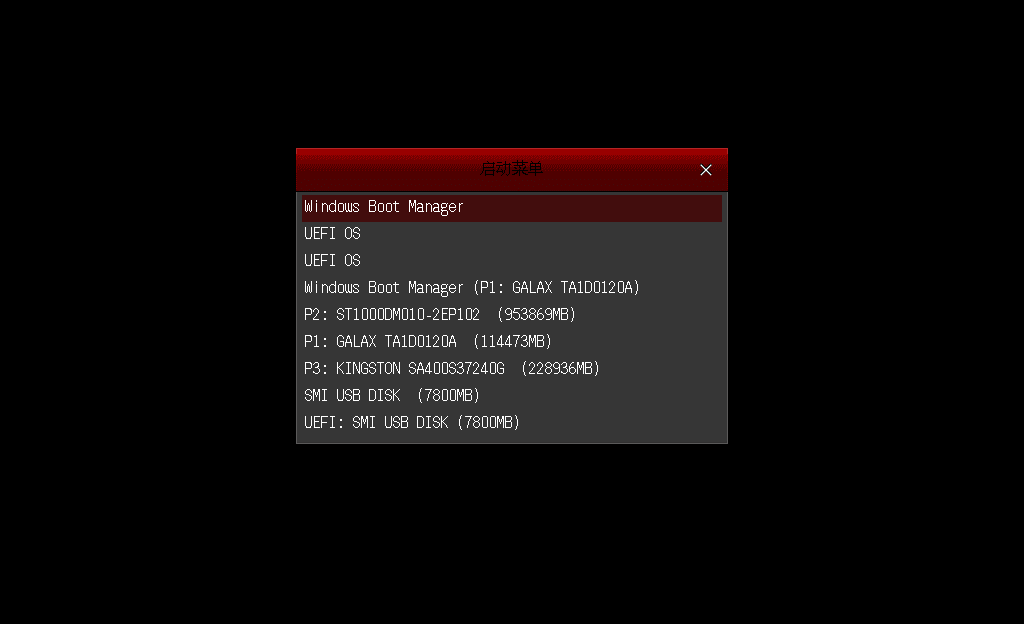 启动菜单
Windows Boot Manager
UEFI OS
UEFI OS
Windows Boot Manager (P1: GALAX TA1D0120A)
P2: ST1000DM010-2EP102  (953869MB)
P1: GALAX TA1D0120A  (114473MB)
P3: KINGSTON SA400S37240G  (228936MB)
SMI USB DISK  (7800MB)
UEFI: SMI USB DISK (7800MB)